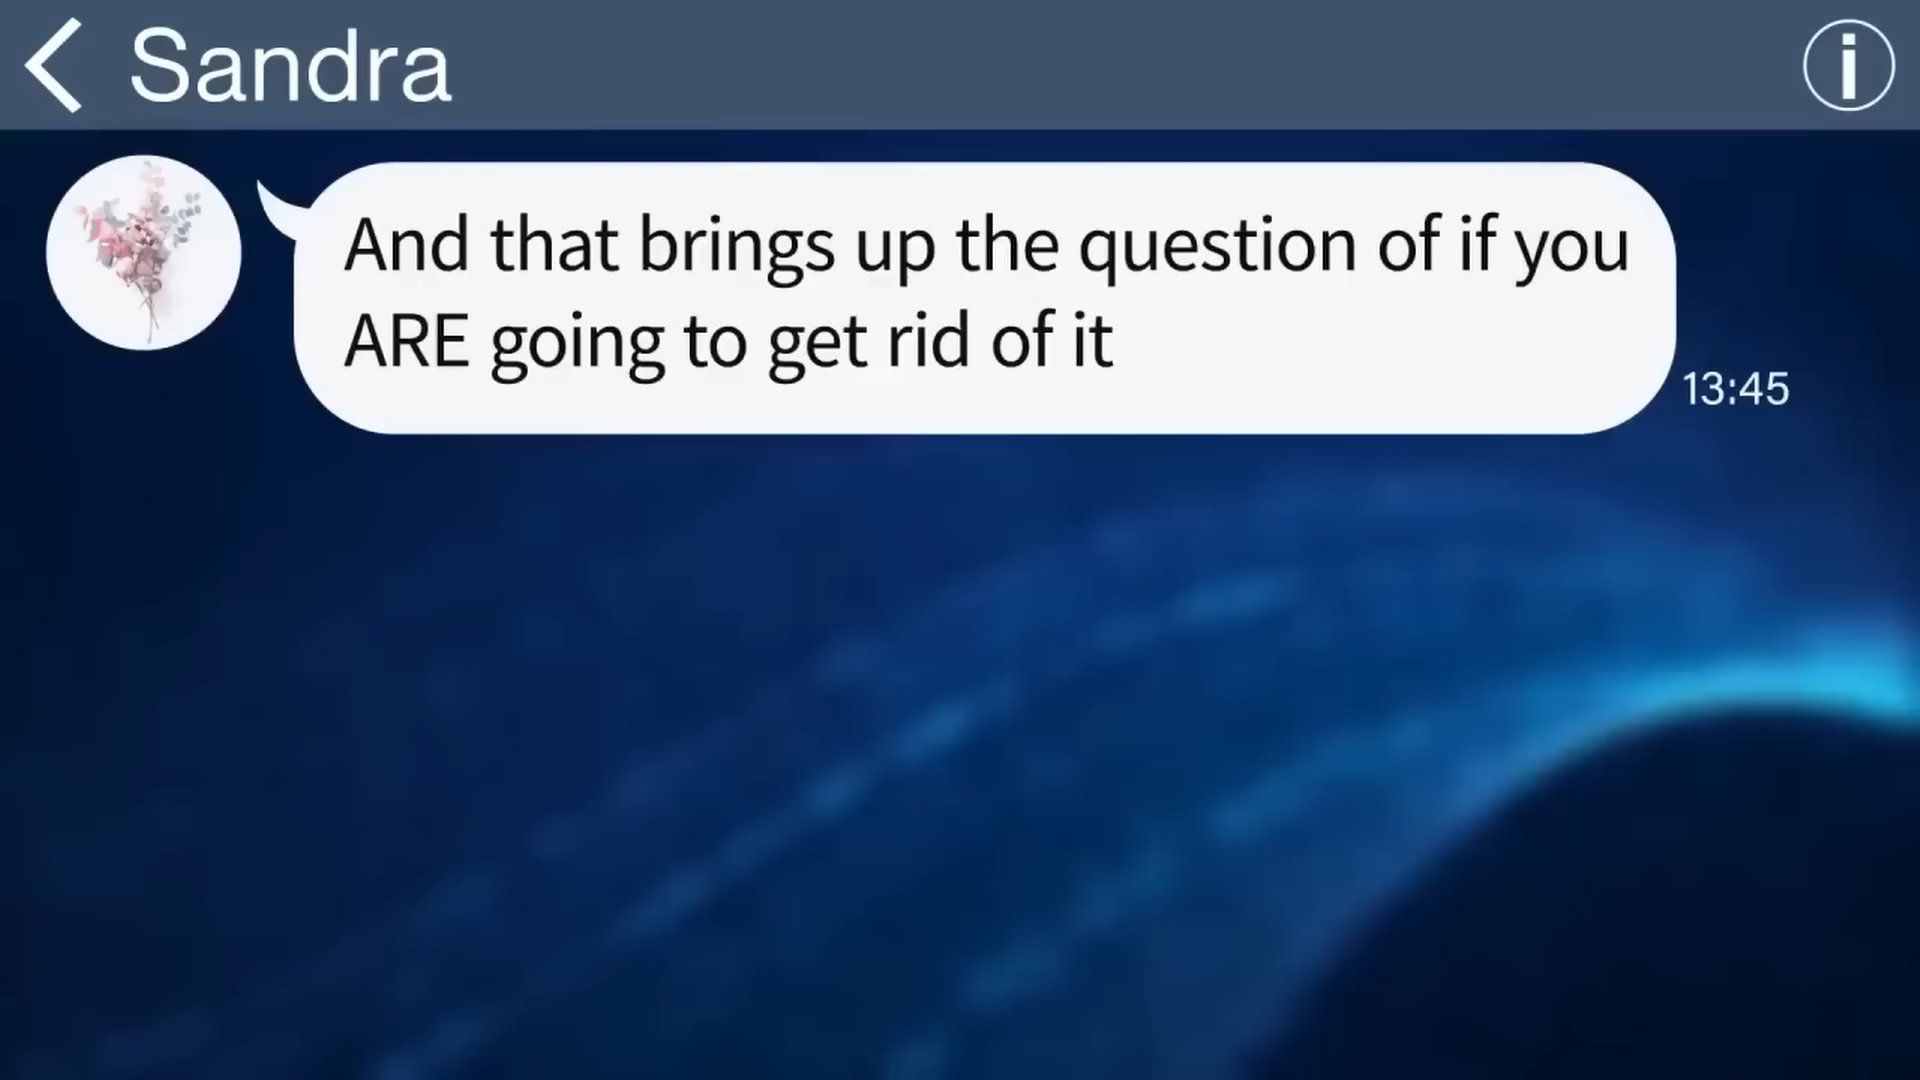 Sandra
And that brings up the question of if you
ARE going to get rid of it
13:45